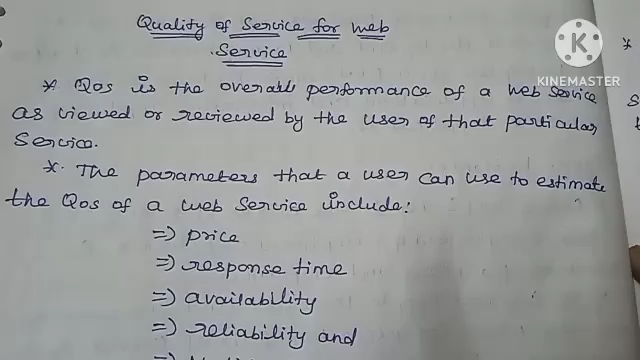 Quality of Service for Web
Service
* QoS is the overall performance of a web service
as viewed or reviewed by the user of that particular
Service.
* The parameters that a user can use to estimate
the QoS of a web service include:
=> price
=> response time
=> availability
=> reliability and
KINEMASTER